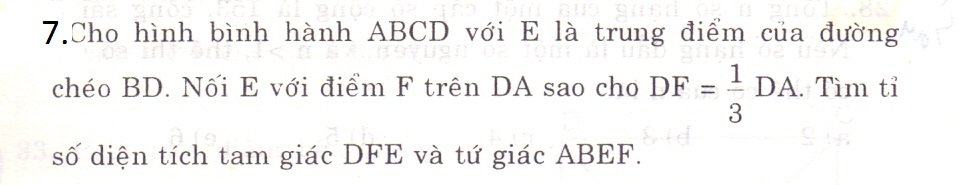 7.Cho hình bình hành ABCD với E là trung điểm của đường
chéo BD. Nối E với điểm F trên DA sao cho DF = 1/3 DA. Tìm tỉ
số diện tích tam giác DFE và tứ giác ABEF.